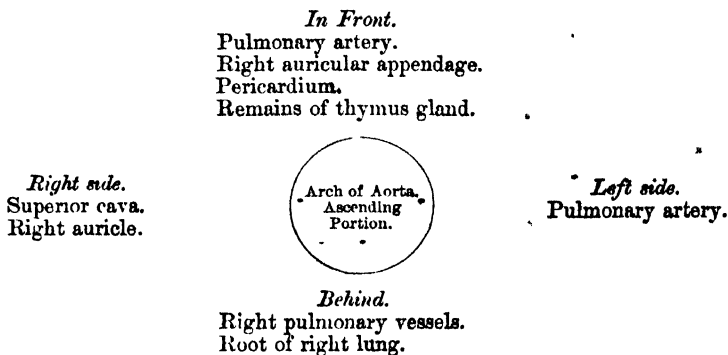 In Front.
Pulmonary artery.
Right auricular appendage.
Pericardium.
Remains of thymus gland.
Right side.
Superior cava.
Right auricle.
Arch of Aorta.
Ascending
Portion.
Left side.
Pulmonary artery.
Behind.
Right pulmonary vessels.
Root of right lung.